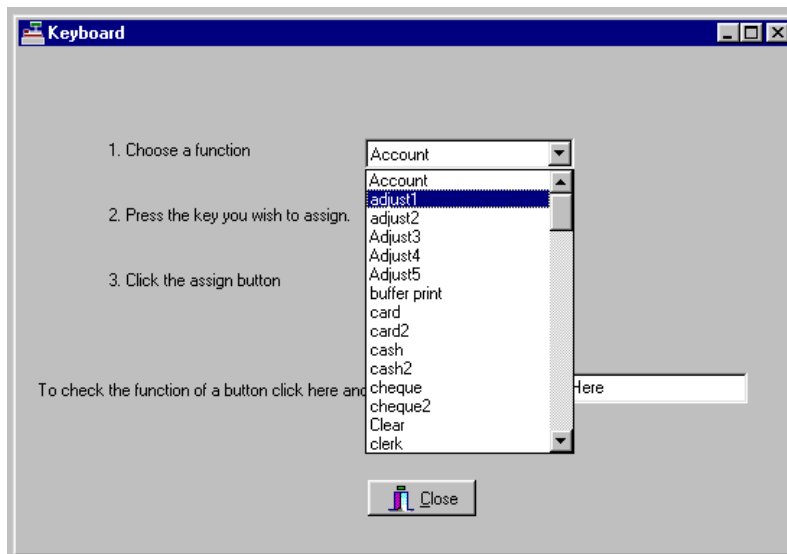 Keyboard
1. Choose a function
Account
Account
adjust1
2. Press the key you wish to assign.
adjust2
Adjust3
Adjust4
3. Click the assign button
Adjust5
buffer print
card
card2
cash
cash2
To check the function of a button click here and
cheque
Here
cheque2
Clear
clerk
Close